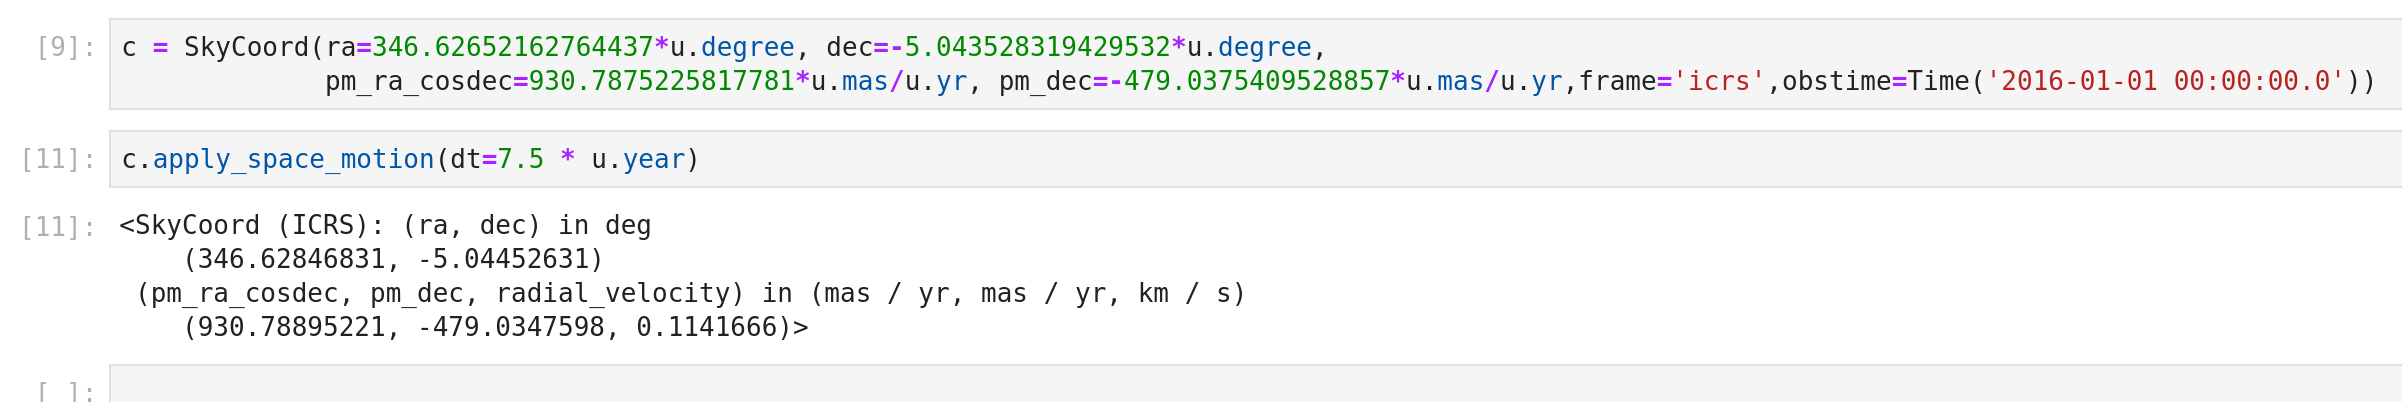 [9]: c = SkyCoord(ra=346.62652162764437*u.degree, dec=-5.043528319429532*u.degree,
pm_ra_cosdec=930.7875225817781*u.mas/u.yr, pm_dec=-479.0375409528857*u.mas/u.yr,frame='icrs',obstime=Time('2016-01-01 00:00:00.0'))
[11]: c.apply_space_motion(dt=7.5 * u.year)
[11]: <SkyCoord (ICRS): (ra, dec) in deg
(346.62846831, -5.04452631)
(pm_ra_cosdec, pm_dec, radial_velocity) in (mas / yr, mas / yr, km / s)
(930.78895221, -479.0347598, 0.1141666)>
[ ]: